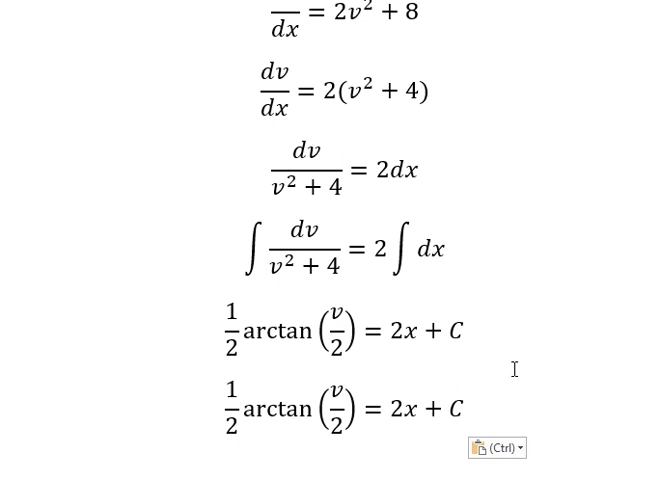 dx = 2v² + 8
dv/dx = 2(v² + 4)
dv/(v² + 4) = 2dx
∫ dv/(v² + 4) = 2 ∫ dx
1/2 arctan (v/2) = 2x + C
1/2 arctan (v/2) = 2x + C
(Ctrl)